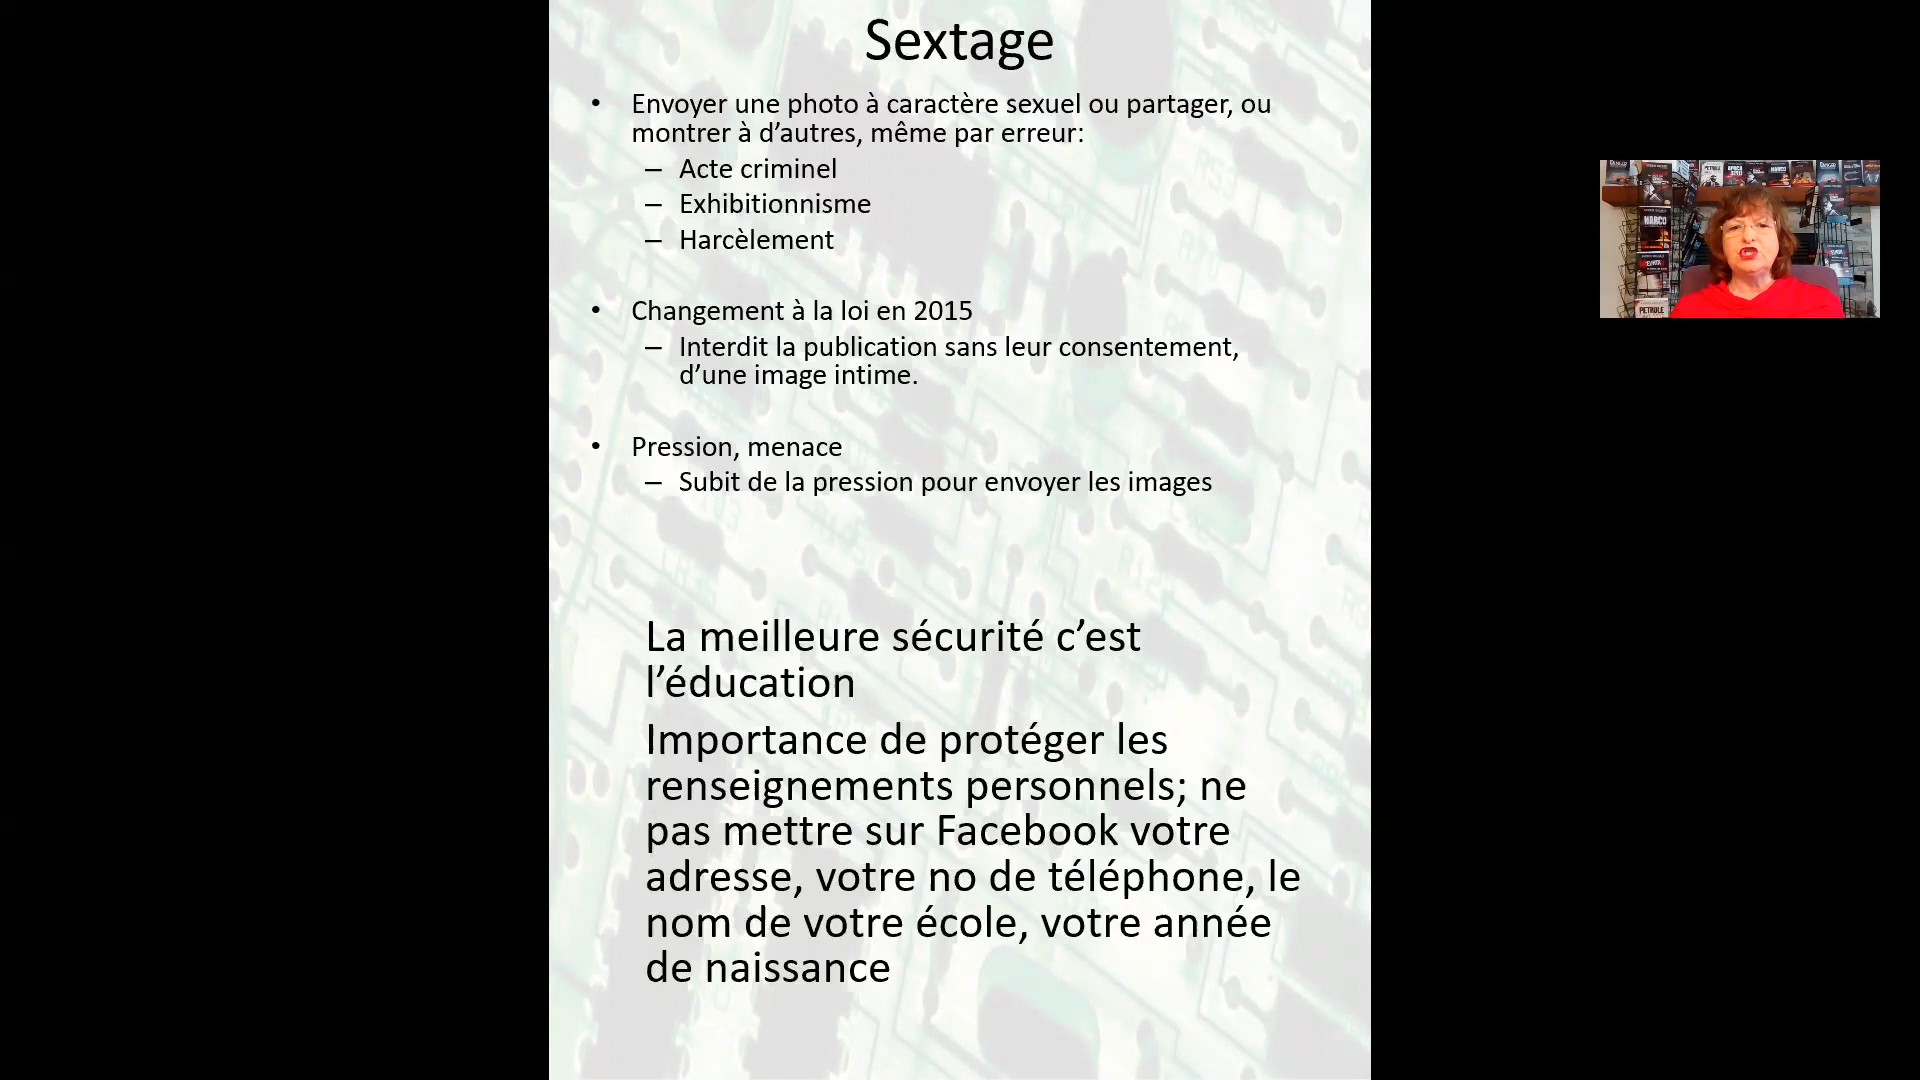 Sextage
• Envoyer une photo à caractère sexuel ou partager, ou
montrer à d’autres, même par erreur:
– Acte criminel
– Exhibitionnisme
– Harcèlement
• Changement à la loi en 2015
– Interdit la publication sans leur consentement,
d’une image intime.
• Pression, menace
– Subit de la pression pour envoyer les images
La meilleure sécurité c’est
l’éducation
Importance de protéger les
renseignements personnels; ne
pas mettre sur Facebook votre
adresse, votre no de téléphone, le
nom de votre école, votre année
de naissance
NARCO
PETROLE